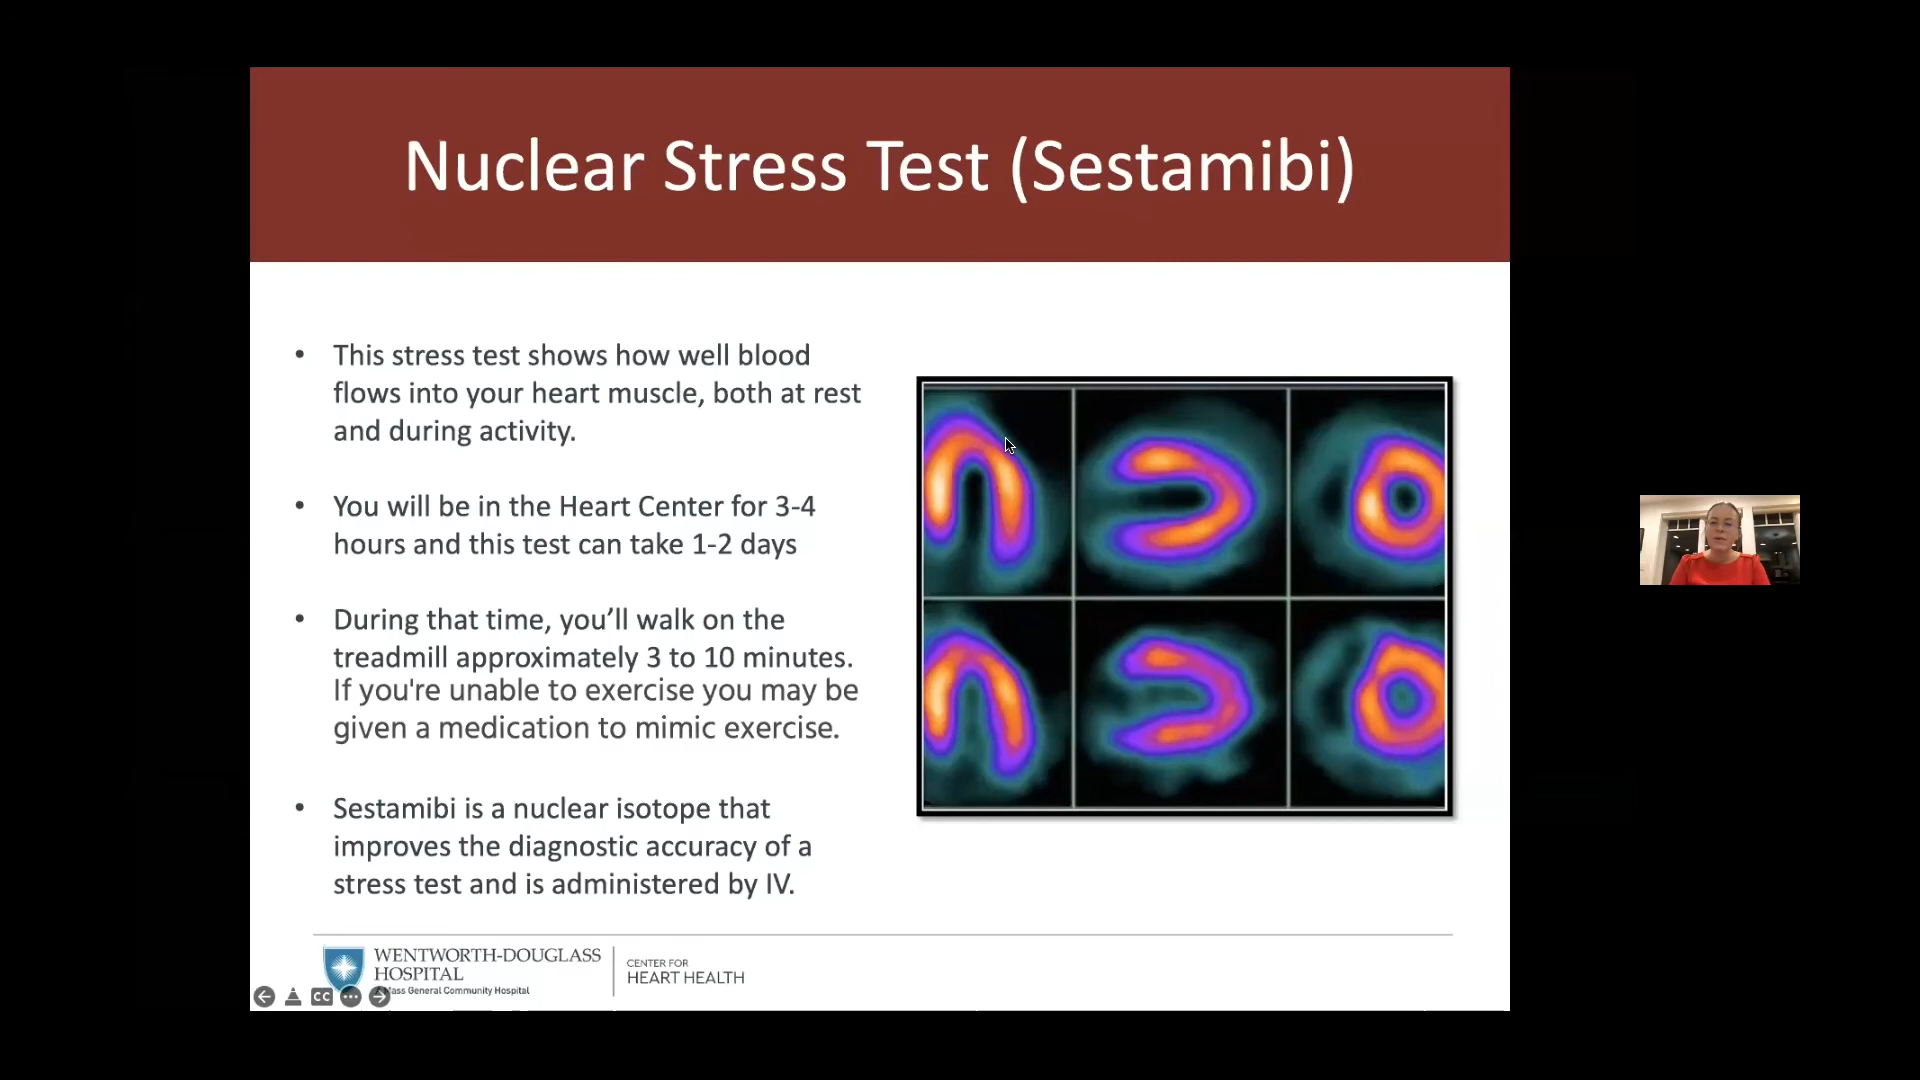 Nuclear Stress Test (Sestamibi)
• This stress test shows how well blood
flows into your heart muscle, both at rest
and during activity.
• You will be in the Heart Center for 3-4
hours and this test can take 1-2 days
• During that time, you’ll walk on the
treadmill approximately 3 to 10 minutes.
If you're unable to exercise you may be
given a medication to mimic exercise.
• Sestamibi is a nuclear isotope that
improves the diagnostic accuracy of a
stress test and is administered by IV.
WENTWORTH-DOUGLASS
HOSPITAL
Mass General Community Hospital
CENTER FOR
HEART HEALTH
CC